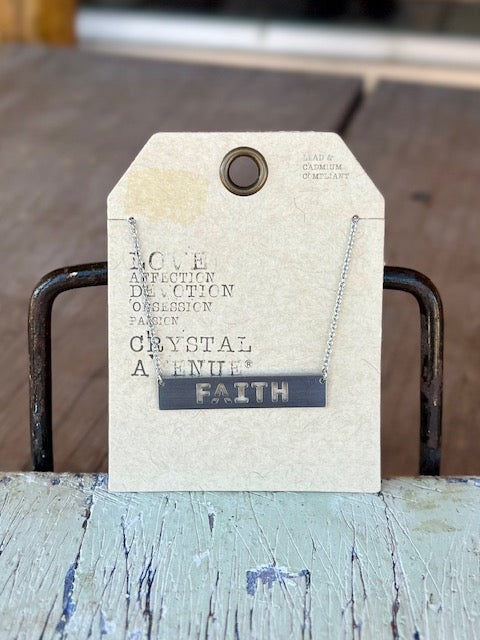 LEAD &
CADMIUM
COMPLIANT
LOVE
AFFECTION
DEVOTION
OBSESSION
PASSION
CRYSTAL
AVENUE®
FAITH